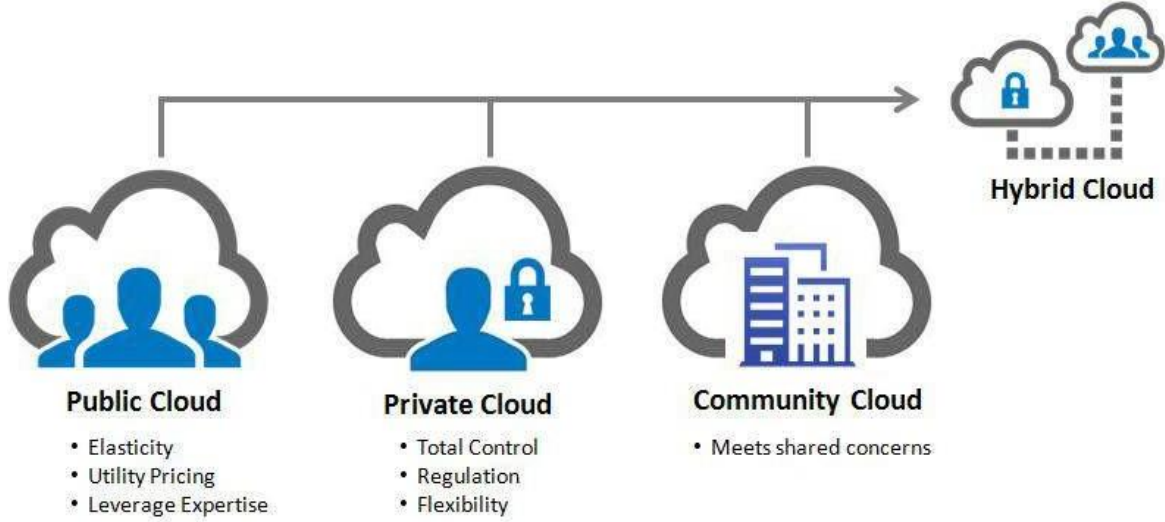 Hybrid Cloud
Public Cloud
• Elasticity
• Utility Pricing
• Leverage Expertise
Private Cloud
• Total Control
• Regulation
• Flexibility
Community Cloud
• Meets shared concerns